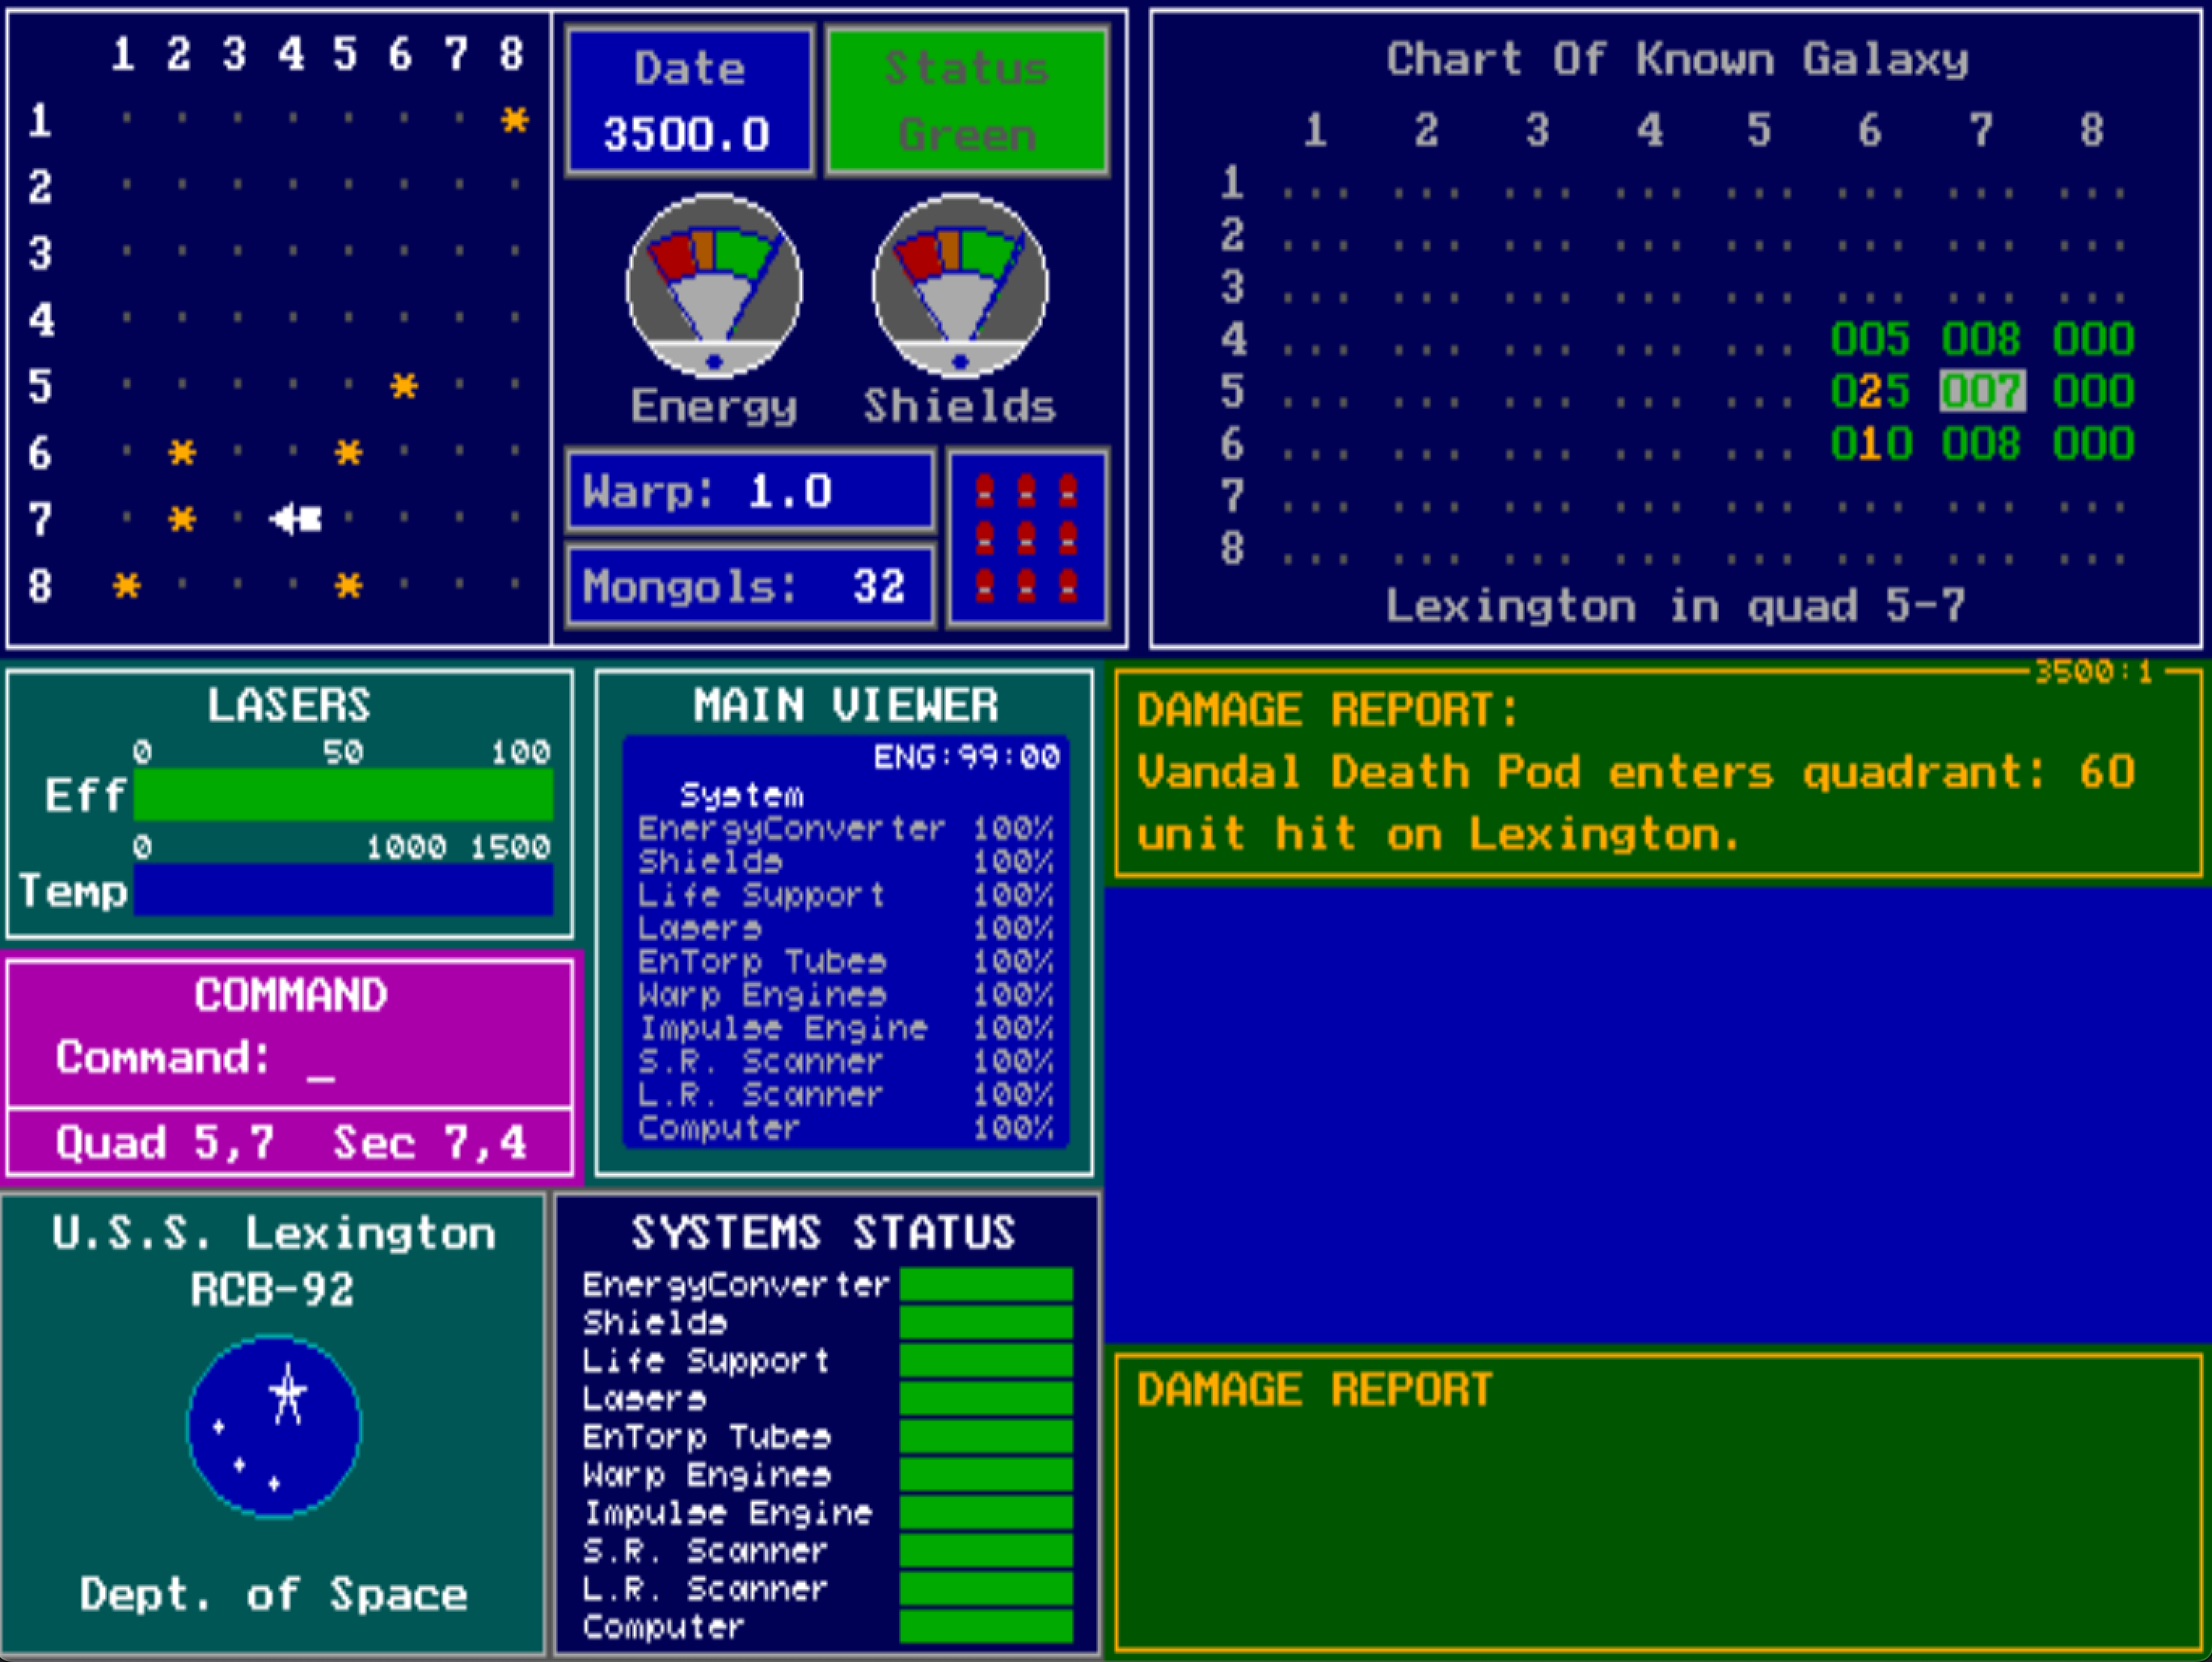 1 2 3 4 5 6 7 8
1
2
3
4
5
6
7
8
Date
3500.0
Status
Green
Energy
Shields
Warp: 1.0
Mongols: 32
Chart Of Known Galaxy
1 2 3 4 5 6 7 8
1 ... ... ... ... ... ... ... ...
2 ... ... ... ... ... ... ... ...
3 ... ... ... ... ... ... ... ...
4 ... ... ... ... ... 005 008 000
5 ... ... ... ... ... 025 007 000
6 ... ... ... ... ... 010 008 000
7 ... ... ... ... ... ... ... ...
8 ... ... ... ... ... ... ... ...
Lexington in quad 5-7
LASERS
0 50 100
Eff
0 1000 1500
Temp
COMMAND
Command: _
Quad 5,7 Sec 7,4
MAIN VIEWER
ENG:99:00
System
EnergyConverter 100%
Shields 100%
Life Support 100%
Lasers 100%
EnTorp Tubes 100%
Warp Engines 100%
Impulse Engine 100%
S.R. Scanner 100%
L.R. Scanner 100%
Computer 100%
3500:1
DAMAGE REPORT:
Vandal Death Pod enters quadrant: 60
unit hit on Lexington.
U.S.S. Lexington
RCB-92
Dept. of Space
SYSTEMS STATUS
EnergyConverter
Shields
Life Support
Lasers
EnTorp Tubes
Warp Engines
Impulse Engine
S.R. Scanner
L.R. Scanner
Computer
DAMAGE REPORT